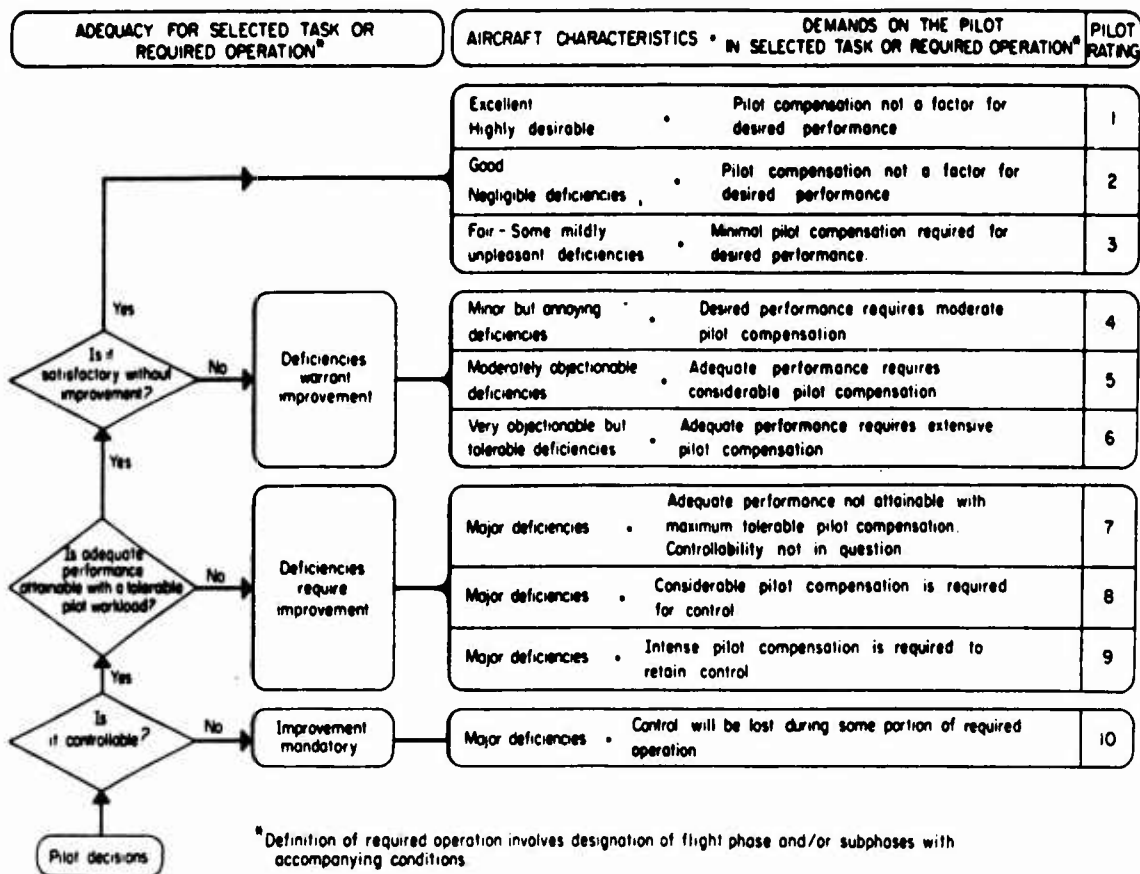 ADEQUACY FOR SELECTED TASK OR
REQUIRED OPERATION*
AIRCRAFT CHARACTERISTICS •
DEMANDS ON THE PILOT
IN SELECTED TASK OR REQUIRED OPERATION*
PILOT
RATING
Excellent
Highly desirable
• Pilot compensation not a factor for
desired performance
1
Good
Negligible deficiencies
• Pilot compensation not a factor for
desired performance
2
Fair - Some mildly
unpleasant deficiencies
• Minimal pilot compensation required for
desired performance.
3
Yes
Is it
satisfactory without
improvement?
No
Deficiencies
warrant
improvement
Minor but annoying
deficiencies
• Desired performance requires moderate
pilot compensation
4
Moderately objectionable
deficiencies
• Adequate performance requires
considerable pilot compensation
5
Very objectionable but
tolerable deficiencies
• Adequate performance requires extensive
pilot compensation
6
Yes
Is adequate
performance
attainable with a tolerable
pilot workload?
No
Deficiencies
require
improvement
Major deficiencies
• Adequate performance not attainable with
maximum tolerable pilot compensation.
Controllability not in question
7
Major deficiencies
• Considerable pilot compensation is required
for control
8
Major deficiencies
• Intense pilot compensation is required to
retain control
9
Yes
Is
it controllable?
No
Improvement
mandatory
Major deficiencies
• Control will be lost during some portion of required
operation
10
Pilot decisions
*Definition of required operation involves designation of flight phase and/or subphases with
accompanying conditions